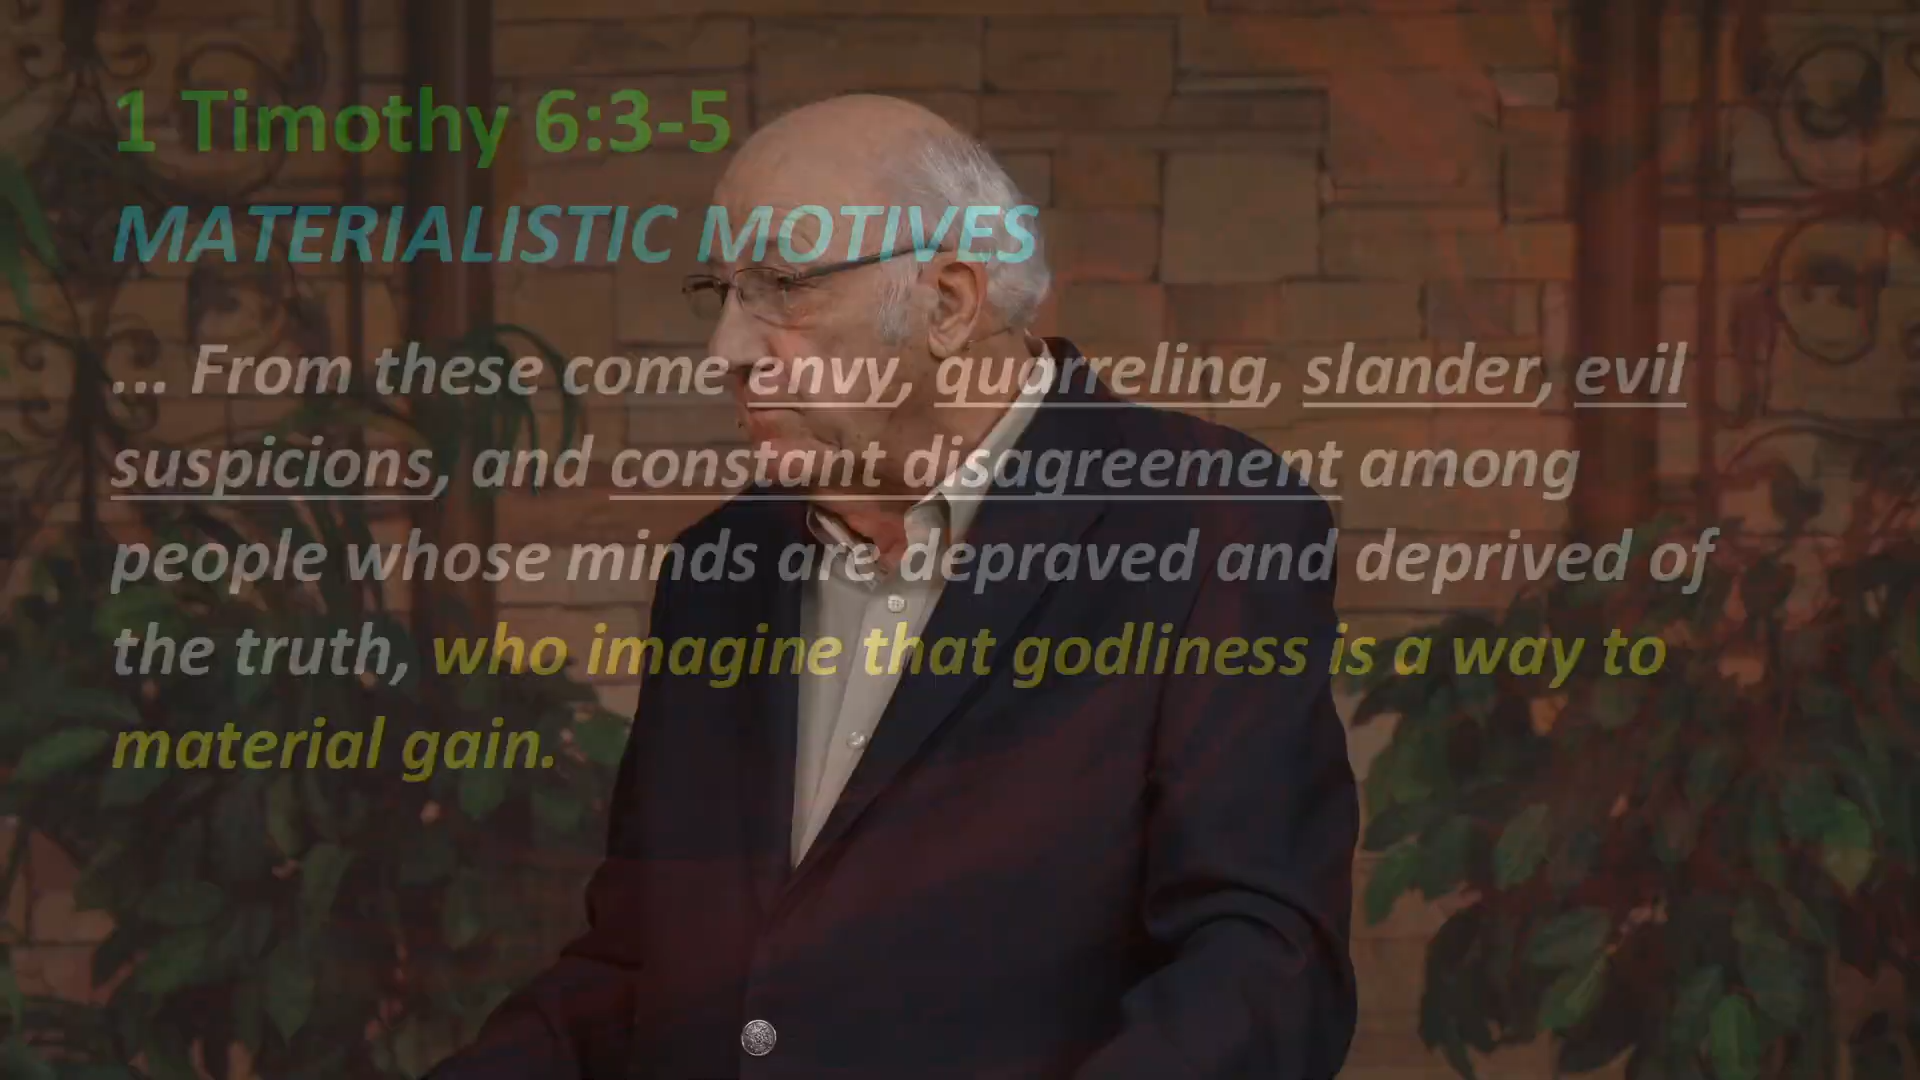 1 Timothy 6:3-5
MATERIALISTIC MOTIVES
... From these come envy, quarreling, slander, evil
suspicions, and constant disagreement among
people whose minds are depraved and deprived of
the truth, who imagine that godliness is a way to
material gain.